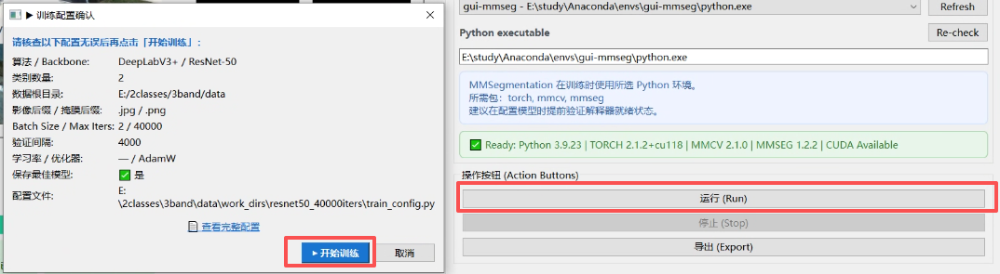 ▶ 训练配置确认
请核查以下配置无误后再点击「开始训练」：
算法 / Backbone: DeepLabV3+ / ResNet-50
类别数量: 2
数据根目录: E:/2classes/3band/data
影像后缀 / 掩膜后缀: .jpg / .png
Batch Size / Max Iters: 2 / 40000
验证间隔: 4000
学习率 / 优化器: — / AdamW
保存最佳模型: ✅ 是
配置文件: E:
\2classes\3band\data\work_dirs\resnet50_40000iters\train_config.py
查看完整配置
▶ 开始训练
取消
gui-mmseg - E:\study\Anaconda\envs\gui-mmseg\python.exe
Refresh
Python executable
Re-check
E:\study\Anaconda\envs\gui-mmseg\python.exe
MMSegmentation 在训练时使用所选 Python 环境。
所需包：torch, mmcv, mmseg
建议在配置模型时提前验证解释器就绪状态。
✅ Ready: Python 3.9.23 | TORCH 2.1.2+cu118 | MMCV 2.1.0 | MMSEG 1.2.2 | CUDA Available
操作按钮 (Action Buttons)
运行 (Run)
停止 (Stop)
导出 (Export)